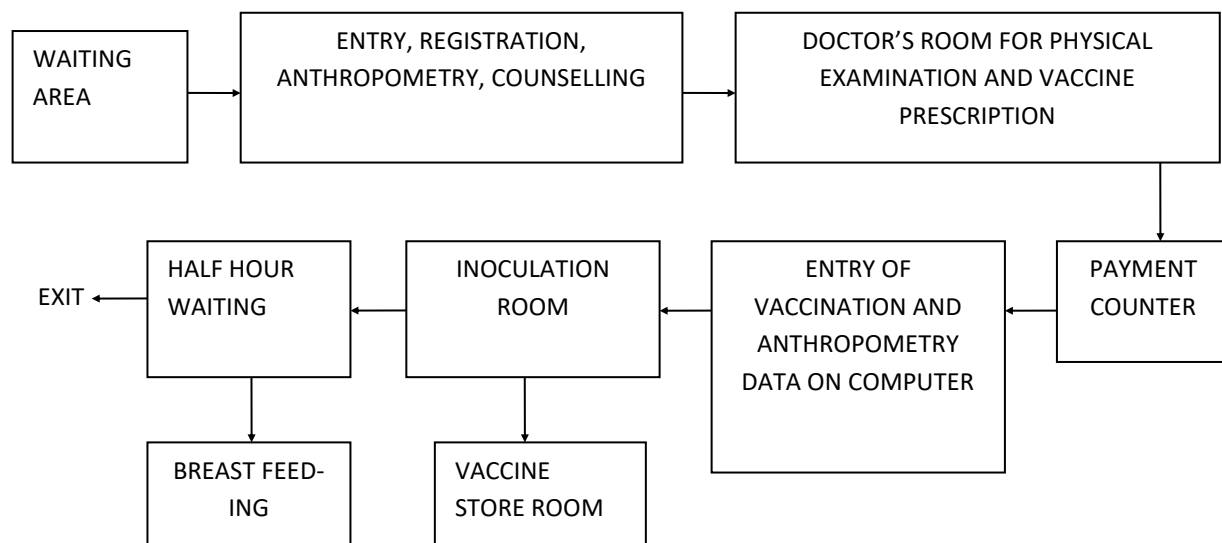 WAITING
AREA
ENTRY, REGISTRATION,
ANTHROPOMETRY, COUNSELLING
DOCTOR’S ROOM FOR PHYSICAL
EXAMINATION AND VACCINE
PRESCRIPTION
PAYMENT
COUNTER
ENTRY OF
VACCINATION AND
ANTHROPOMETRY
DATA ON COMPUTER
INOCULATION
ROOM
HALF HOUR
WAITING
EXIT
BREAST FEED-
ING
VACCINE
STORE ROOM